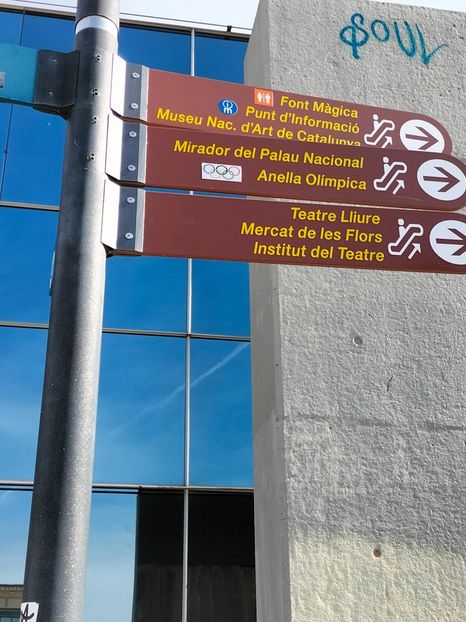 SOUL
Font Màgica
Punt d'Informació
Museu Nac. d'Art de Catalunya
Mirador del Palau Nacional
Anella Olímpica
Teatre Lliure
Mercat de les Flors
Institut del Teatre